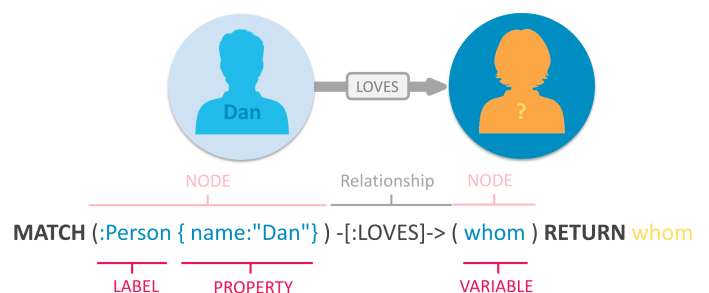 LOVES
Dan
?
NODE Relationship NODE
MATCH (:Person { name:"Dan"} ) -[:LOVES]-> ( whom ) RETURN whom
LABEL PROPERTY VARIABLE